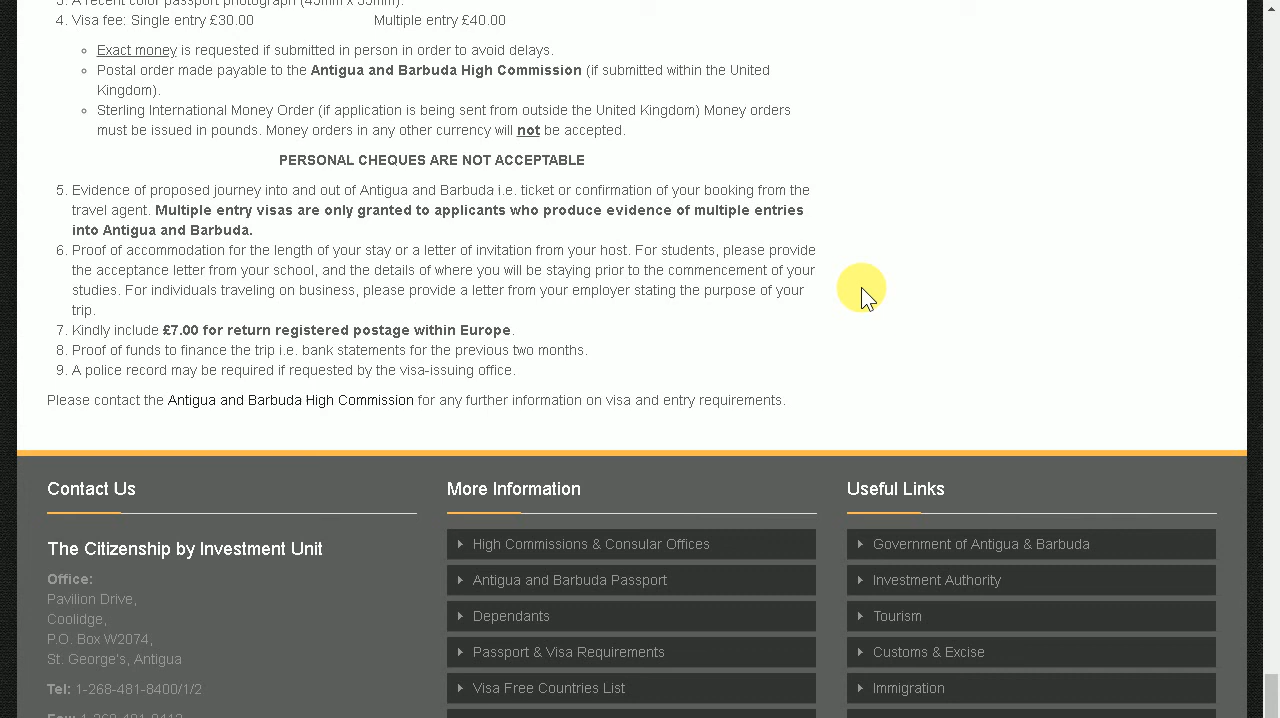 3. A recent color passport photograph (45mm x 35mm).
4. Visa fee: Single entry £30.00 Multiple entry £40.00
Exact money is requested if submitted in person in order to avoid delays.
Postal order made payable to the Antigua and Barbuda High Commission (if submitted within the United
Kingdom).
Sterling International Money Order (if application is being sent from outside the United Kingdom) Money orders
must be issued in pounds. Money orders in any other currency will not be accepted.
PERSONAL CHEQUES ARE NOT ACCEPTABLE
5. Evidence of proposed journey into and out of Antigua and Barbuda i.e. ticket or confirmation of your booking from the
travel agent. Multiple entry visas are only granted to applicants who produce evidence of multiple entries
into Antigua and Barbuda.
6. Proof of accommodation for the length of your stay or a letter of invitation from your host. For students please provide
the acceptance letter from your school, and the details of where you will be staying prior to the commencement of your
studies. For individuals traveling on business, please provide a letter from your employer stating the purpose of your
trip.
7. Kindly include £7.00 for return registered postage within Europe.
8. Proof of funds to finance the trip i.e. bank statements for the previous two months.
9. A police record may be required if requested by the visa-issuing office.
Please contact the Antigua and Barbuda High Commission for any further information on visa and entry requirements.
Contact Us
The Citizenship by Investment Unit
Office:
Pavilion Drive,
Coolidge,
P.O. Box W2074,
St. George's, Antigua
Tel: 1-268-481-8400/1/2
Fax: 1-268-481-8412
More Information
High Commissions & Consular Offices
Antigua and Barbuda Passport
Dependants
Passport & Visa Requirements
Visa Free Countries List
Useful Links
Government of Antigua & Barbuda
Investment Authority
Tourism
Customs & Excise
Immigration